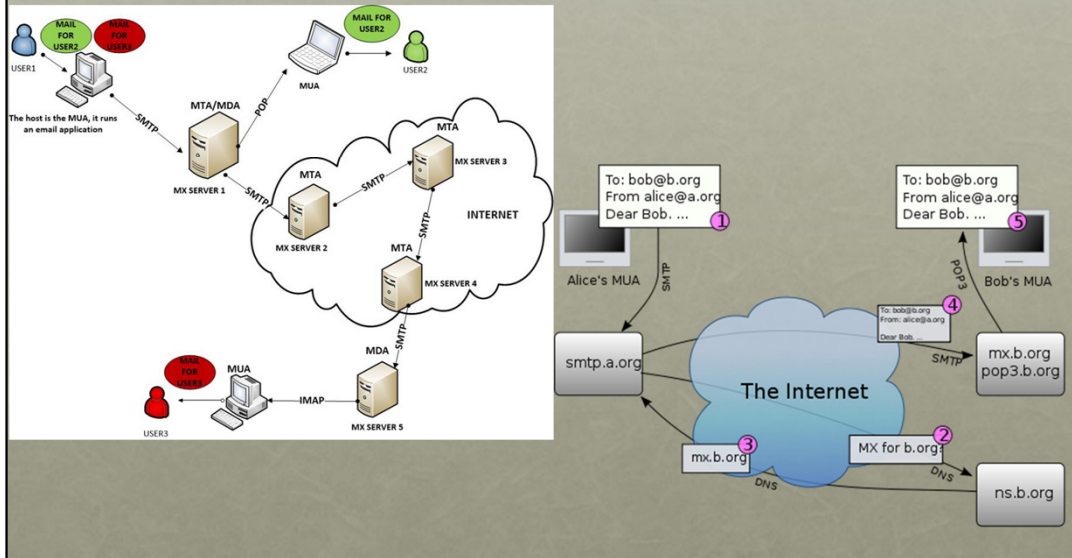 MAIL FOR
USER2
MAIL FOR
USER3
USER1
The host is the MUA, it runs
an email application
SMTP
MTA/MDA
MX SERVER 1
POP
MUA
MAIL FOR
USER2
USER2
SMTP
MTA
MX SERVER 2
SMTP
MTA
MX SERVER 3
INTERNET
SMTP
MTA
MX SERVER 4
SMTP
MDA
MX SERVER 5
IMAP
MUA
MAIL
FOR
USER3
USER3
To: bob@b.org
From alice@a.org
Dear Bob. ...
1
Alice's MUA
SMTP
smtp.a.org
To: bob@b.org
From alice@a.org
Dear Bob. ...
5
Bob's MUA
POP3
To: bob@b.org
From: alice@a.org
Dear Bob. ...
4
SMTP
mx.b.org
pop3.b.org
The Internet
MX for b.org?
2
DNS
mx.b.org
3
DNS
ns.b.org